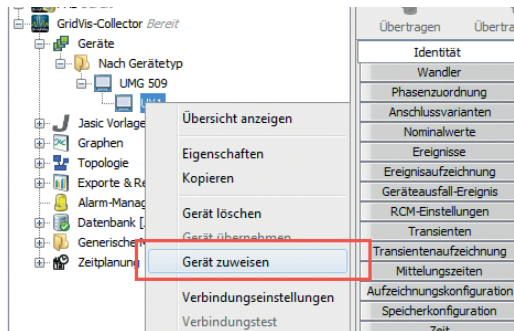 GridVis-Collector Bereit
Geräte
Nach Gerätetyp
UMG 509
Jasic Vorlage
Graphen
Topologie
Exporte & Re
Alarm-Manag
Datenbank [.
Generische M
Zeitplanung
Übersicht anzeigen
Eigenschaften
Kopieren
Gerät löschen
Gerät übernehmen
Gerät zuweisen
Verbindungseinstellungen
Verbindungstest
Übertragen Übertra
Identität
Wandler
Phasenzuordnung
Anschlussvarianten
Nominalwerte
Ereignisse
Ereignisaufzeichnung
Geräteausfall-Ereignis
RCM-Einstellungen
Transienten
Transientenaufzeichnung
Mittelungszeiten
Aufzeichnungskonfiguration
Speicherkonfiguration
Zeit